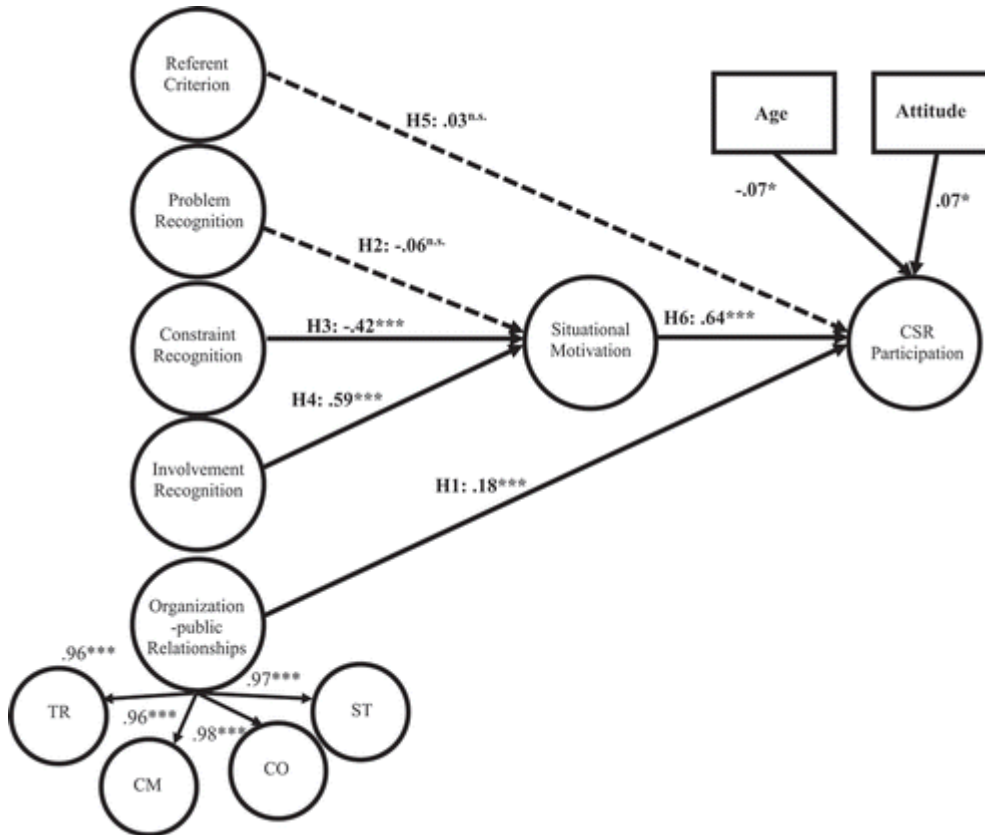 Referent
Criterion
H5: .03n.s.
Age
Attitude
-.07*
.07*
Problem
Recognition
H2: -.06n.s.
Constraint
Recognition
H3: -.42***
Situational
Motivation
H6: .64***
CSR
Participation
H4: .59***
Involvement
Recognition
H1: .18***
Organization
-public
Relationships
.96***
.97***
TR
.96***
.98***
ST
CM
CO